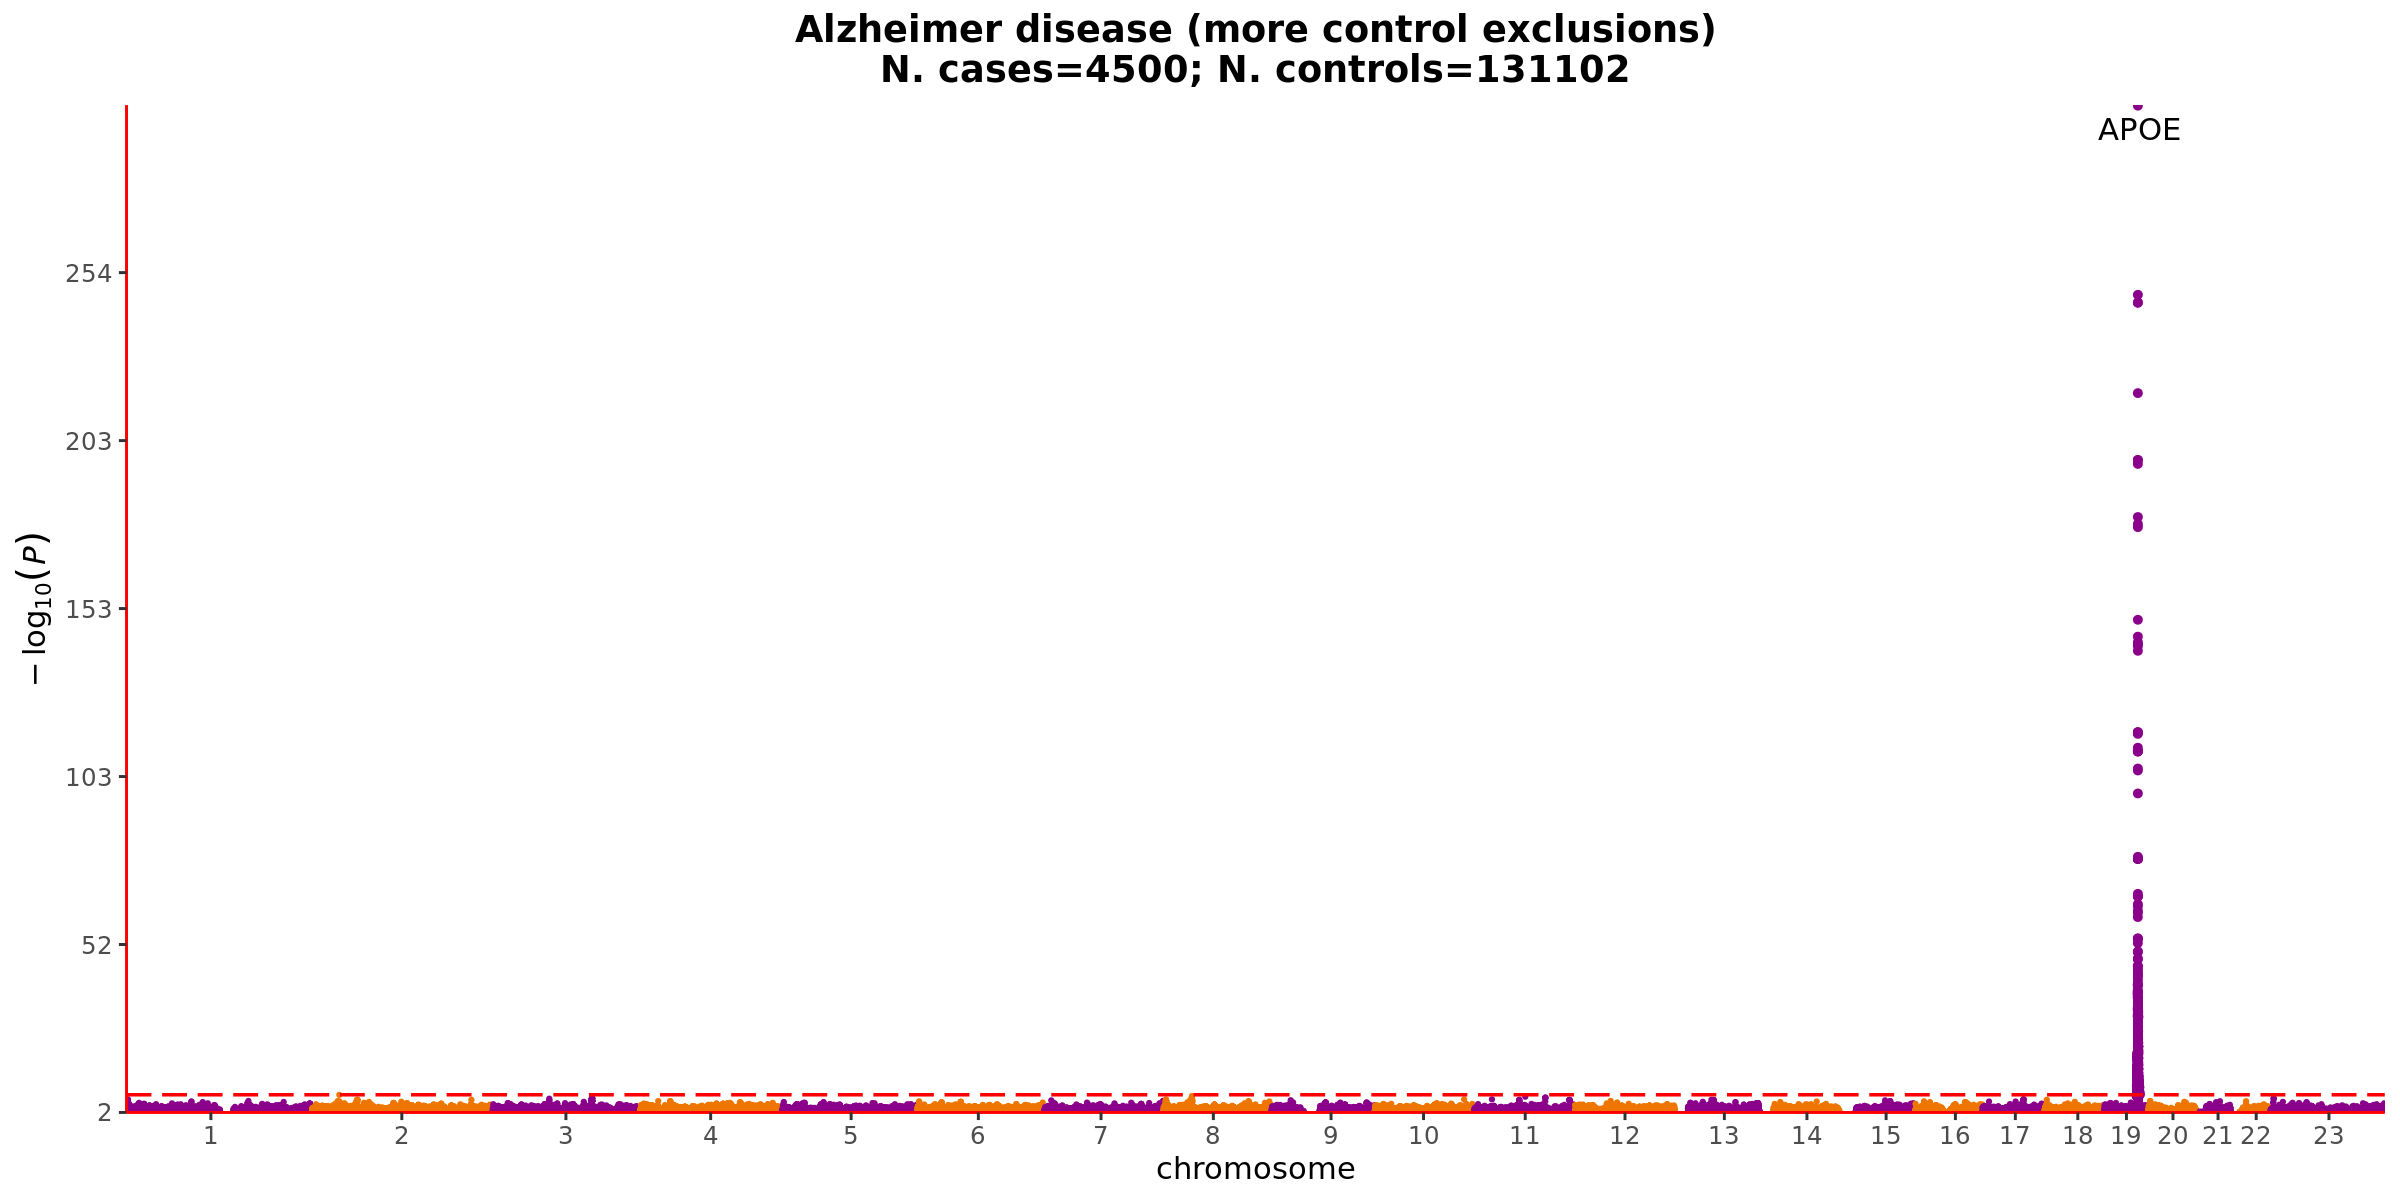 Alzheimer disease (more control exclusions)
N. cases=4500; N. controls=131102
APOE
254
203
153
103
52
2
− log10(P)
1 2 3 4 5 6 7 8 9 10 11 12 13 14 15 16 17 18 19 20 21 22 23
chromosome